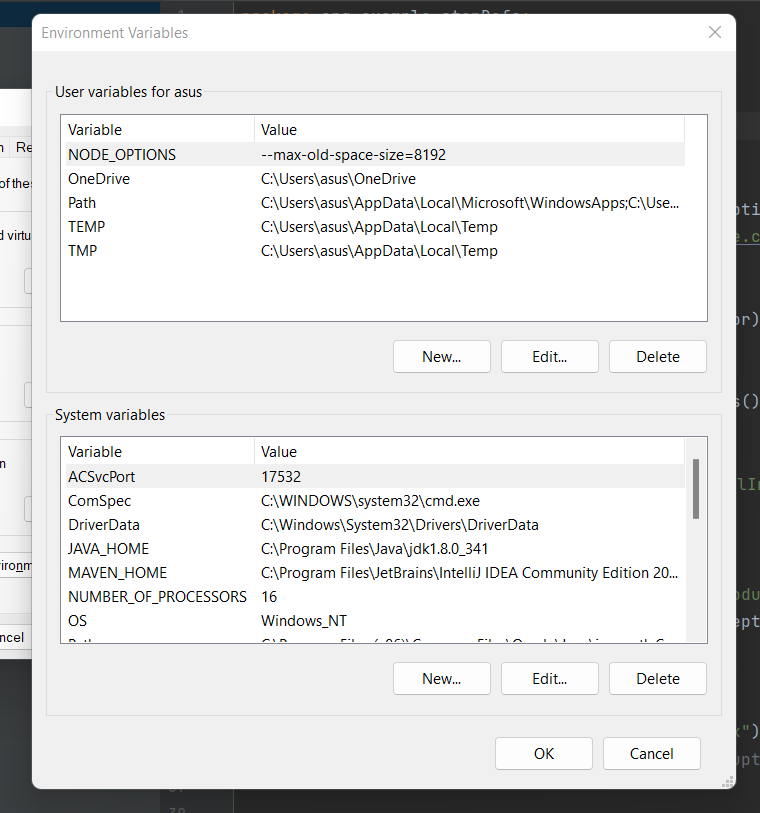 Environment Variables
User variables for asus
Variable Value
NODE_OPTIONS --max-old-space-size=8192
OneDrive C:\Users\asus\OneDrive
Path C:\Users\asus\AppData\Local\Microsoft\WindowsApps;C:\Use...
TEMP C:\Users\asus\AppData\Local\Temp
TMP C:\Users\asus\AppData\Local\Temp
New... Edit... Delete
System variables
Variable Value
ACSvcPort 17532
ComSpec C:\WINDOWS\system32\cmd.exe
DriverData C:\Windows\System32\Drivers\DriverData
JAVA_HOME C:\Program Files\Java\jdk1.8.0_341
MAVEN_HOME C:\Program Files\JetBrains\IntelliJ IDEA Community Edition 20...
NUMBER_OF_PROCESSORS 16
OS Windows_NT
New... Edit... Delete
OK Cancel